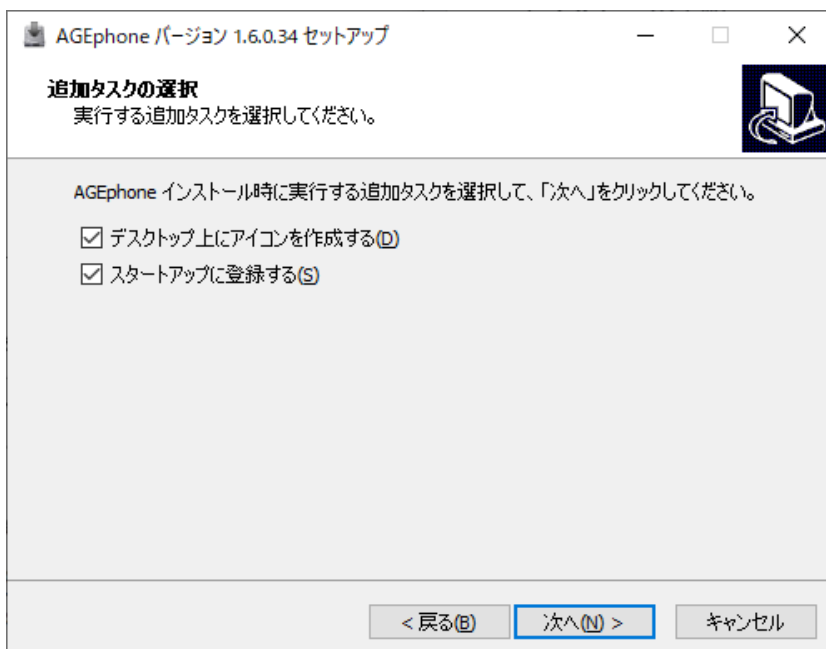 AGEphone バージョン 1.6.0.34 セットアップ
追加タスクの選択
実行する追加タスクを選択してください。
AGEphone インストール時に実行する追加タスクを選択して、「次へ」をクリックしてください。
デスクトップ上にアイコンを作成する(D)
スタートアップに登録する(S)
< 戻る(B)
次へ(N) >
キャンセル